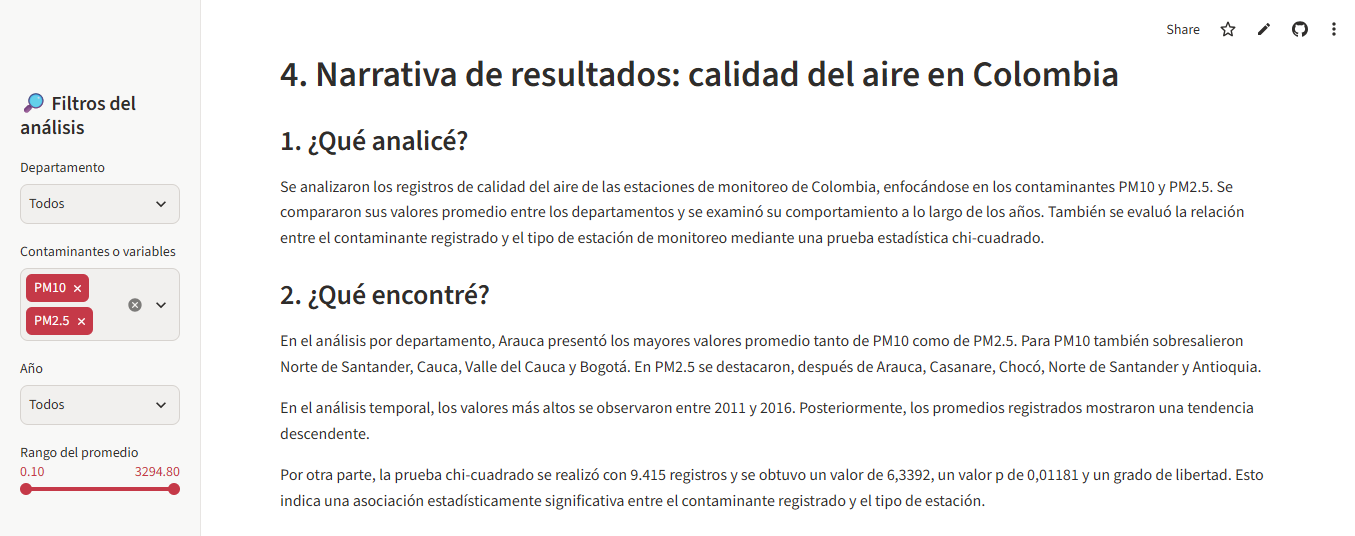 Share
🔎 Filtros del
análisis
Departamento
Todos
Contaminantes o variables
PM10 ×
PM2.5 ×
Año
Todos
Rango del promedio
0.10 3294.80
4. Narrativa de resultados: calidad del aire en Colombia
1. ¿Qué analicé?
Se analizaron los registros de calidad del aire de las estaciones de monitoreo de Colombia, enfocándose en los contaminantes PM10 y PM2.5. Se
compararon sus valores promedio entre los departamentos y se examinó su comportamiento a lo largo de los años. También se evaluó la relación
entre el contaminante registrado y el tipo de estación de monitoreo mediante una prueba estadística chi-cuadrado.
2. ¿Qué encontré?
En el análisis por departamento, Arauca presentó los mayores valores promedio tanto de PM10 como de PM2.5. Para PM10 también sobresalieron
Norte de Santander, Cauca, Valle del Cauca y Bogotá. En PM2.5 se destacaron, después de Arauca, Casanare, Chocó, Norte de Santander y Antioquia.
En el análisis temporal, los valores más altos se observaron entre 2011 y 2016. Posteriormente, los promedios registrados mostraron una tendencia
descendente.
Por otra parte, la prueba chi-cuadrado se realizó con 9.415 registros y se obtuvo un valor de 6,3392, un valor p de 0,01181 y un grado de libertad. Esto
indica una asociación estadísticamente significativa entre el contaminante registrado y el tipo de estación.